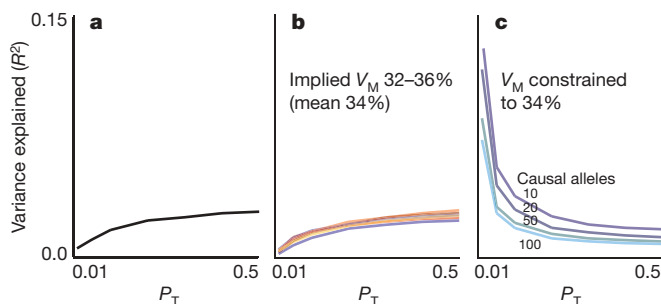 a
b
c
0.15
Variance explained (R²)
0.0
0.01
0.5
P_T
Implied V_M 32–36%
(mean 34%)
0.01
0.5
P_T
V_M constrained
to 34%
Causal alleles
10
20
50
100
0.01
0.5
P_T